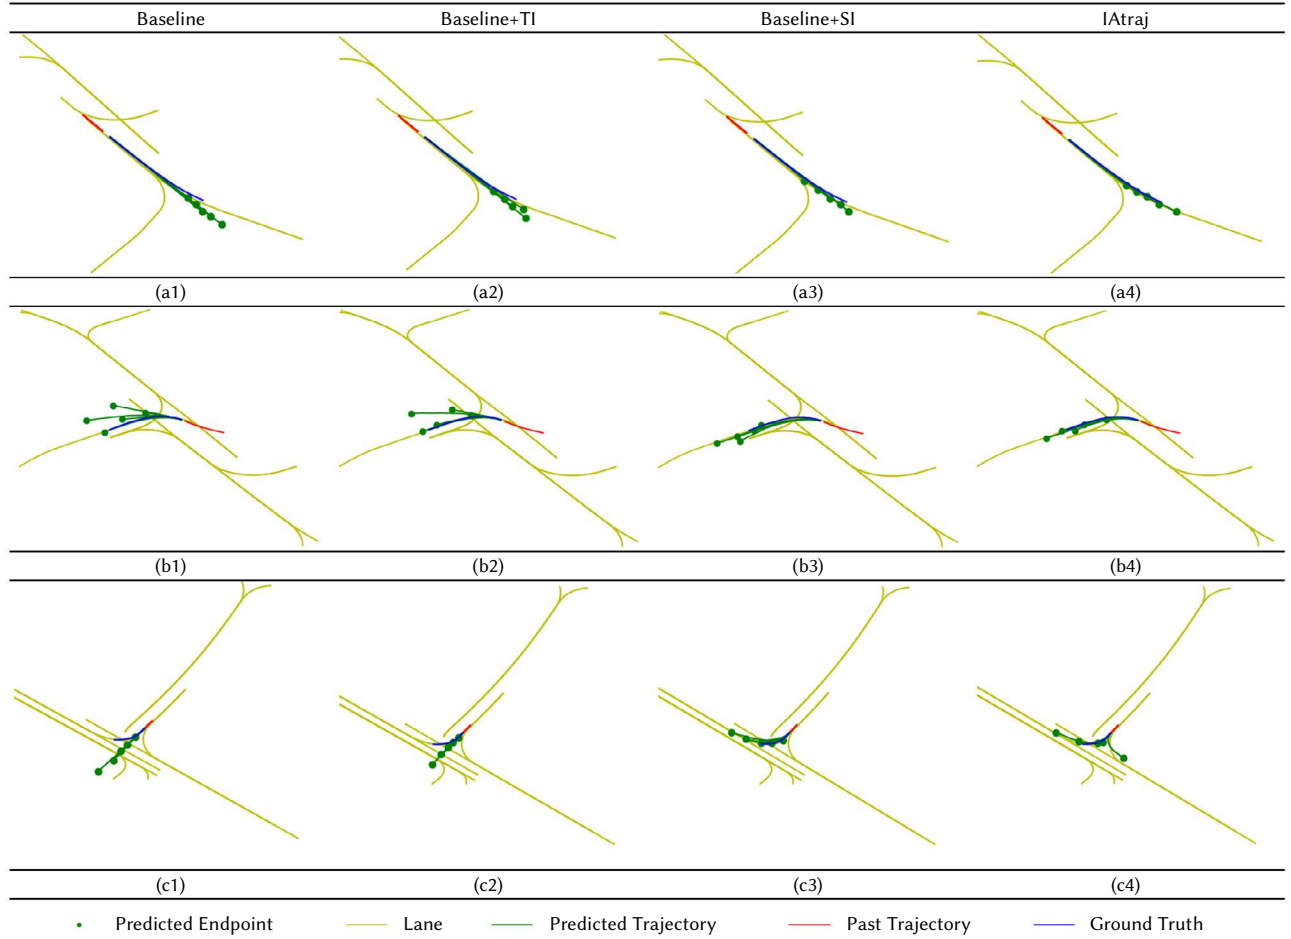 Baseline Baseline+TI Baseline+SI IAtraj
(a1) (a2) (a3) (a4)
(b1) (b2) (b3) (b4)
(c1) (c2) (c3) (c4)
Predicted Endpoint Lane Predicted Trajectory Past Trajectory Ground Truth